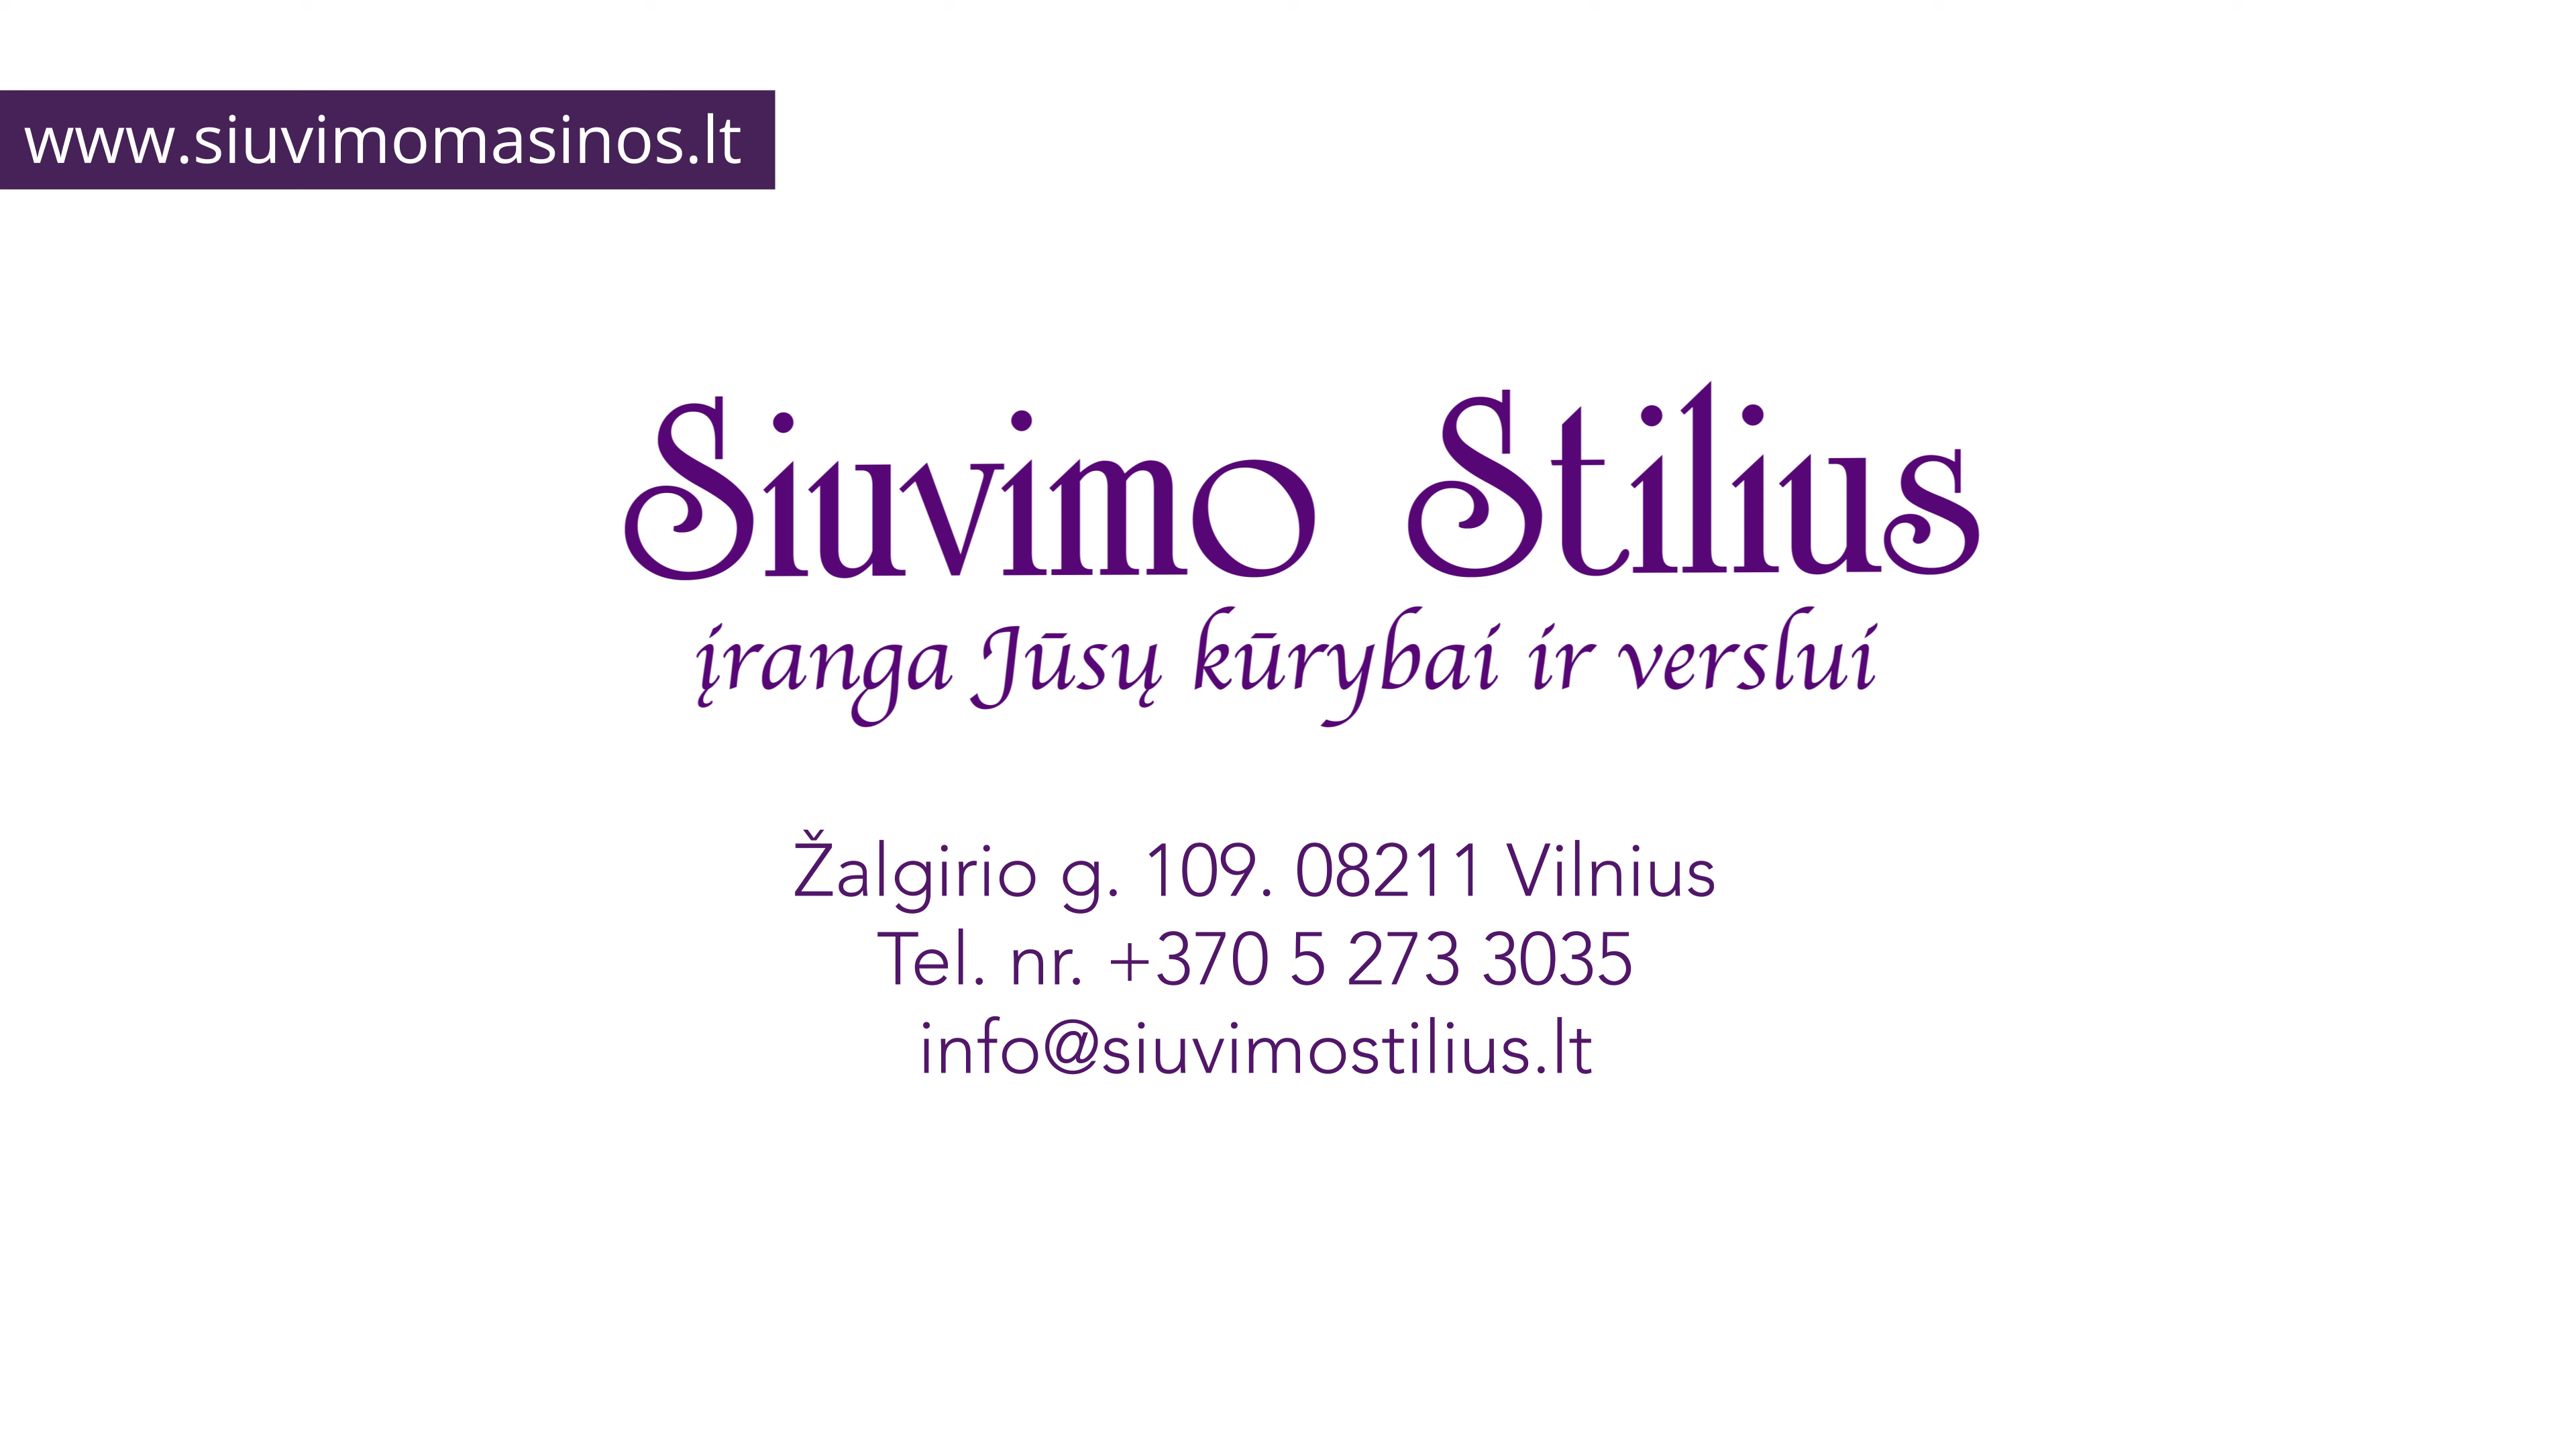 www.siuvimomasinos.lt
Siuvimo Stilius
įranga Jūsų kūrybai ir verslui
Žalgirio g. 109. 08211 Vilnius
Tel. nr. +370 5 273 3035
info@siuvimostilius.lt